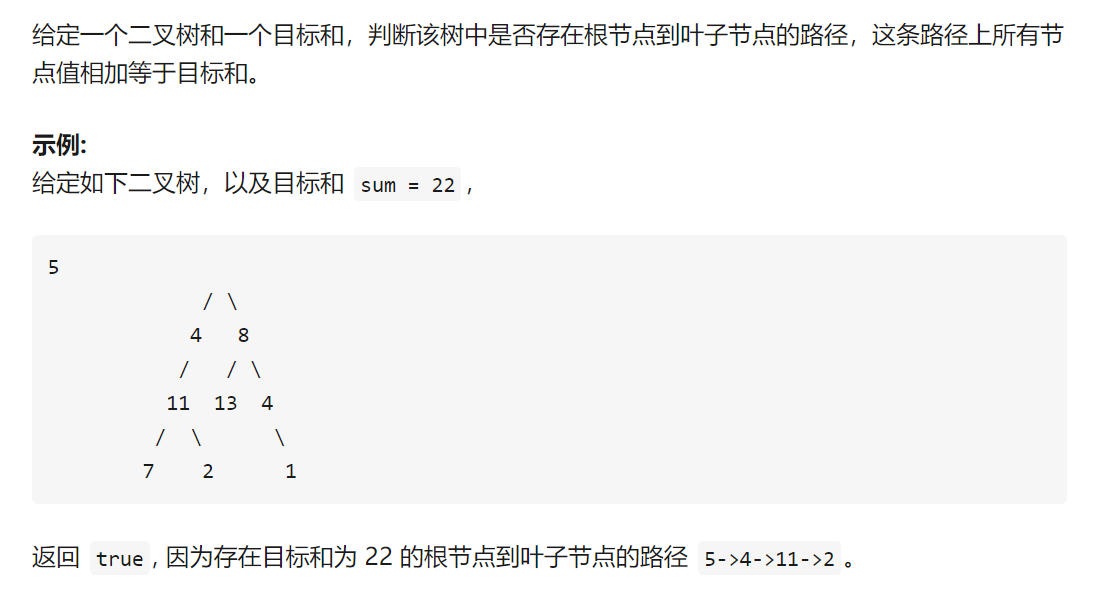 给定一个二叉树和一个目标和，判断该树中是否存在根节点到叶子节点的路径，这条路径上所有节
点值相加等于目标和。
示例:
给定如下二叉树，以及目标和 sum = 22，
5
/ \
4 8
/ / \
11 13 4
/ \ \
7 2 1
返回 true, 因为存在目标和为 22 的根节点到叶子节点的路径 5->4->11->2。